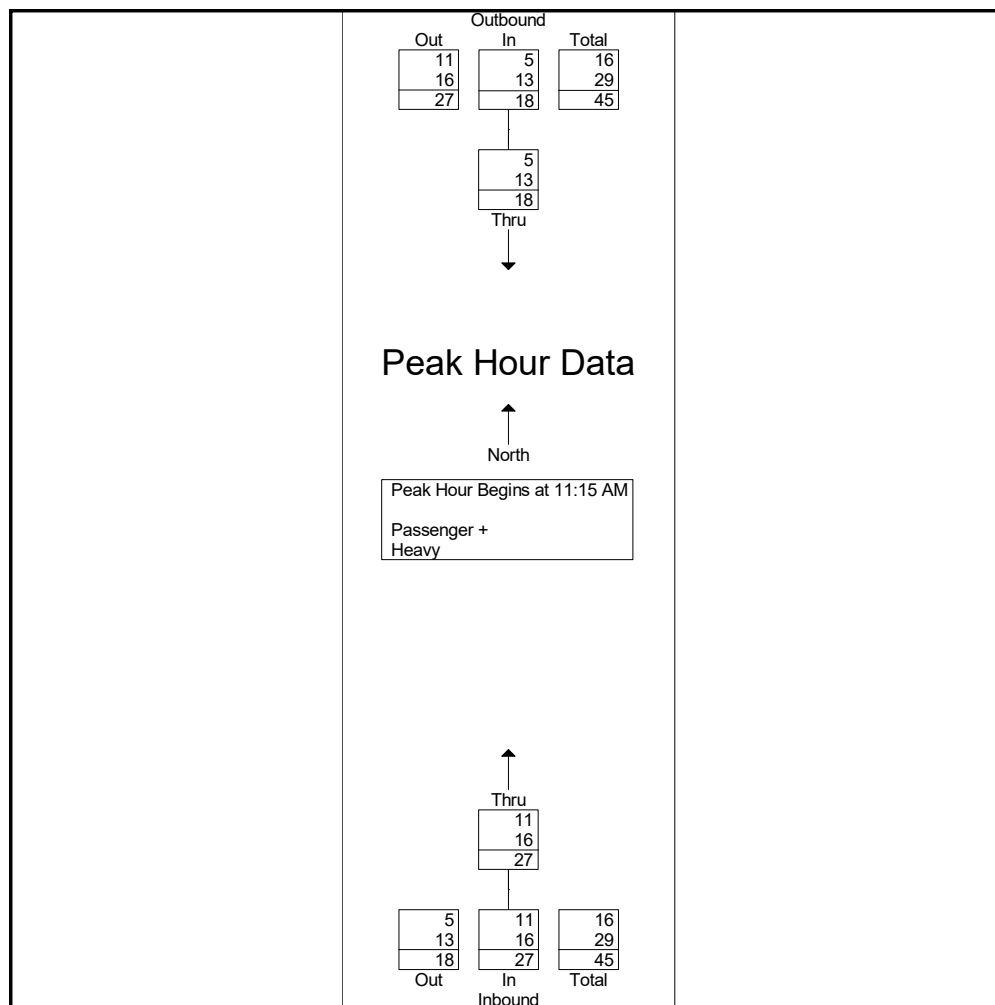 Outbound
Out In Total
11 5 16
16 13 29
27 18 45
5
13
18
Thru
Peak Hour Data
North
Peak Hour Begins at 11:15 AM
Passenger +
Heavy
Thru
11
16
27
5 11 16
13 16 29
18 27 45
Out In Total
Inbound